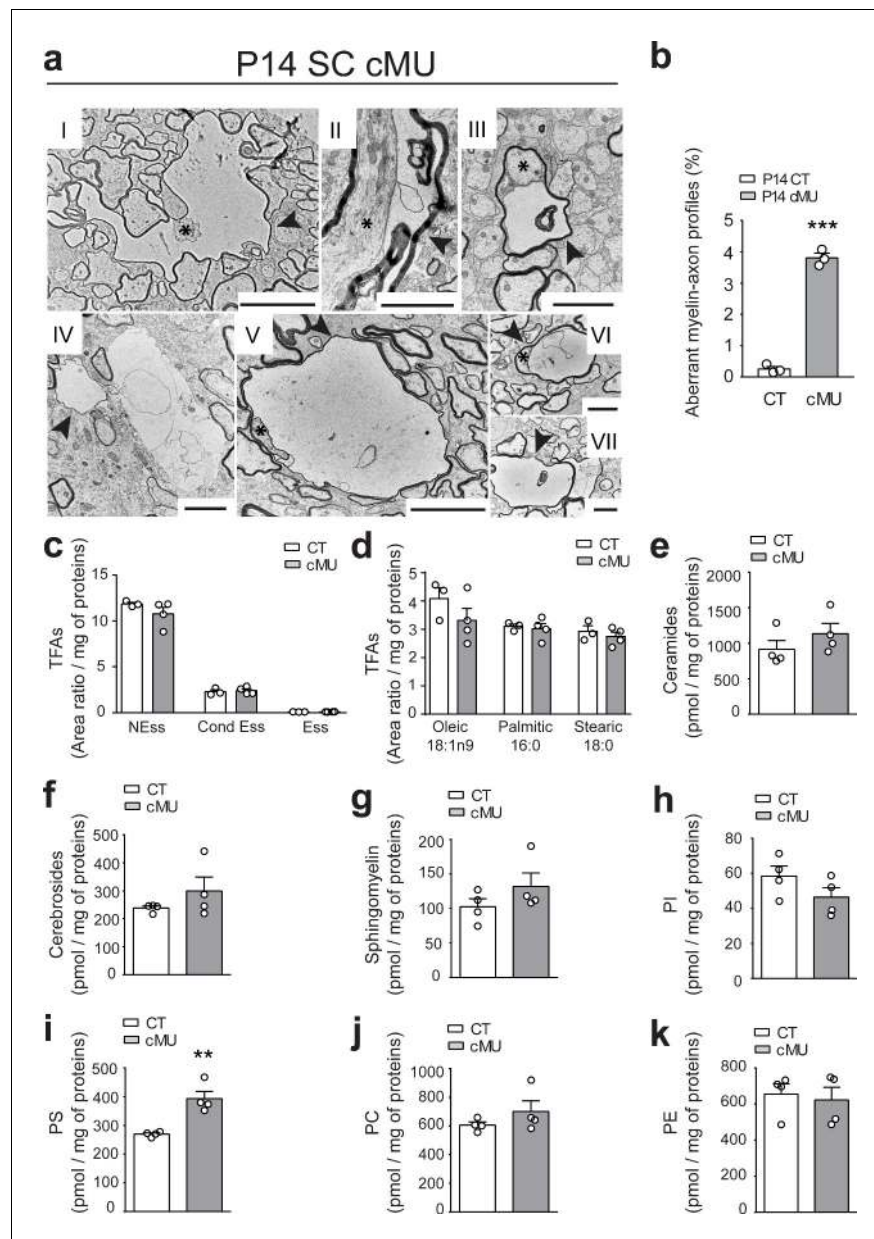 a
P14 SC cMU
I
II
III
*
*
*
IV
V
VI
*
*
VII
b
P14 CT
P14 cMU
Aberrant myelin-axon profiles (%)
5
4
3
2
1
0
***
CT
cMU
c
CT
cMU
TFAs
(Area ratio / mg of proteins)
15
10
5
0
NEss
Cond Ess
Ess
d
CT
cMU
TFAs
(Area ratio / mg of proteins)
5
4
3
2
1
0
Oleic
18:1n9
Palmitic
16:0
Stearic
18:0
e
CT
cMU
Ceramides
(pmol / mg of proteins)
2000
1500
1000
500
0
f
CT
cMU
Cerebrosides
(pmol / mg of proteins)
500
400
300
200
100
0
g
CT
cMU
Sphingomyelin
(pmol / mg of proteins)
200
150
100
50
0
h
CT
cMU
PI
(pmol / mg of proteins)
80
60
40
20
0
i
CT
cMU
**
PS
(pmol / mg of proteins)
500
400
300
200
100
0
j
CT
cMU
PC
(pmol / mg of proteins)
1000
800
600
400
200
0
k
CT
cMU
PE
(pmol / mg of proteins)
800
600
400
200
0